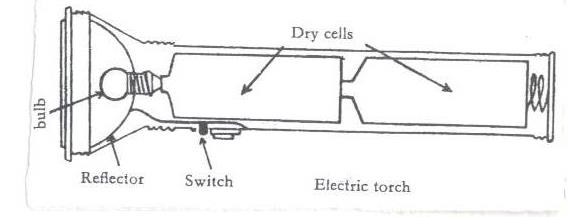 Dry cells
bulb
Reflector
Switch
Electric torch